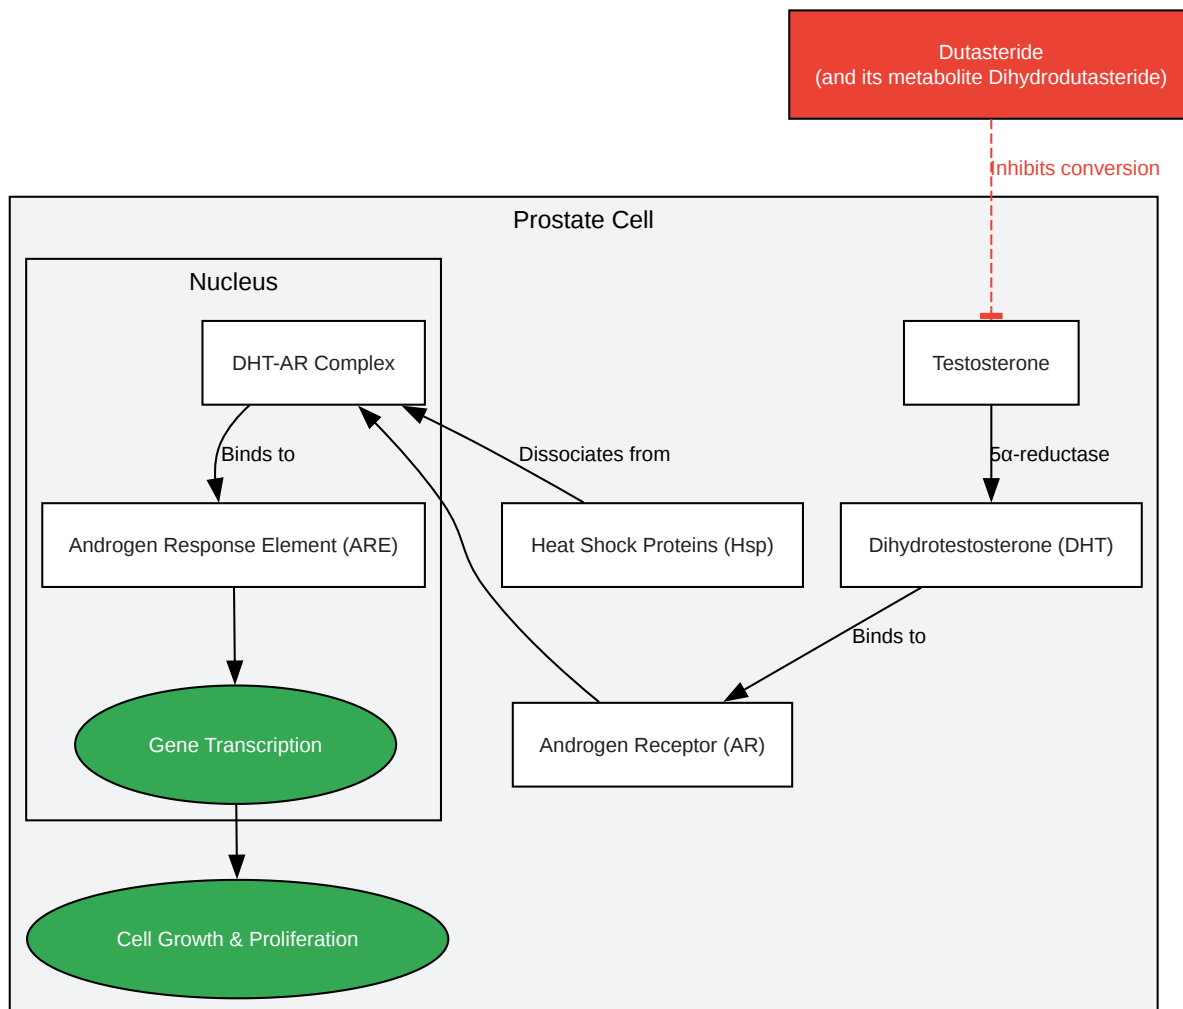 Dutasteride
(and its metabolite Dihydrodutasteride)
Inhibits conversion
Prostate Cell
Nucleus
DHT-AR Complex
Testosterone
Binds to
Dissociates from
5α-reductase
Androgen Response Element (ARE)
Heat Shock Proteins (Hsp)
Dihydrotestosterone (DHT)
Binds to
Gene Transcription
Androgen Receptor (AR)
Cell Growth & Proliferation